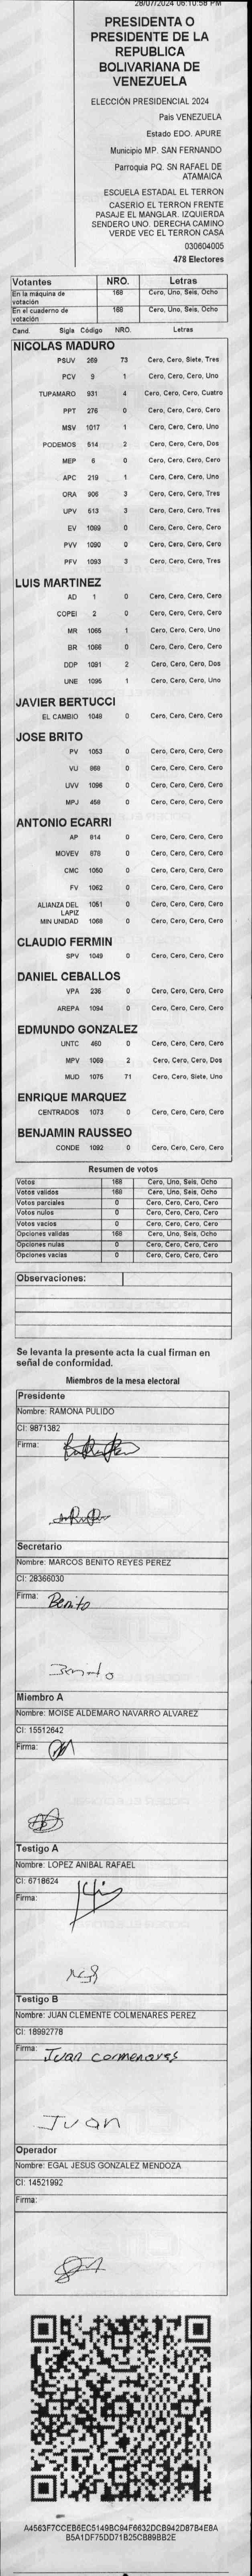 28/07/2024 06:10:58 PM
PRESIDENTA O
PRESIDENTE DE LA
REPUBLICA
BOLIVARIANA DE
VENEZUELA
ELECCIÓN PRESIDENCIAL 2024
Pais VENEZUELA
Estado EDO. APURE
Municipio MP. SAN FERNANDO
Parroquia PQ. SN RAFAEL DE
ATAMAICA
ESCUELA ESTADAL EL TERRON
CASERIO EL TERRON FRENTE
PASAJE EL MANGLAR. IZQUIERDA
SENDERO UNO. DERECHA CAMINO
VERDE VEC EL TERRON CASA
030604005
478 Electores
Votantes NRO. Letras
En la máquina de votación 168 Cero, Uno, Seis, Ocho
En el cuaderno de votación 168 Cero, Uno, Seis, Ocho
Cand. Sigla Código NRO. Letras
NICOLAS MADURO
PSUV 269 73 Cero, Cero, Siete, Tres
PCV 9 1 Cero, Cero, Cero, Uno
TUPAMARO 931 4 Cero, Cero, Cero, Cuatro
PPT 276 0 Cero, Cero, Cero, Cero
MSV 1017 1 Cero, Cero, Cero, Uno
PODEMOS 514 2 Cero, Cero, Cero, Dos
MEP 6 0 Cero, Cero, Cero, Cero
APC 219 1 Cero, Cero, Cero, Uno
ORA 906 3 Cero, Cero, Cero, Tres
UPV 513 3 Cero, Cero, Cero, Tres
EV 1089 0 Cero, Cero, Cero, Cero
PVV 1090 0 Cero, Cero, Cero, Cero
PFV 1093 3 Cero, Cero, Cero, Tres
LUIS MARTINEZ
AD 1 0 Cero, Cero, Cero, Cero
COPEI 2 0 Cero, Cero, Cero, Cero
MR 1065 1 Cero, Cero, Cero, Uno
BR 1066 0 Cero, Cero, Cero, Cero
DDP 1091 2 Cero, Cero, Cero, Dos
UNE 1095 1 Cero, Cero, Cero, Uno
JAVIER BERTUCCI
EL CAMBIO 1048 0 Cero, Cero, Cero, Cero
JOSE BRITO
PV 1053 0 Cero, Cero, Cero, Cero
VU 868 0 Cero, Cero, Cero, Cero
UVV 1096 0 Cero, Cero, Cero, Cero
MPJ 458 0 Cero, Cero, Cero, Cero
ANTONIO ECARRI
AP 814 0 Cero, Cero, Cero, Cero
MOVEV 878 0 Cero, Cero, Cero, Cero
CMC 1050 0 Cero, Cero, Cero, Cero
FV 1062 0 Cero, Cero, Cero, Cero
ALIANZA DEL LAPIZ 1051 0 Cero, Cero, Cero, Cero
MIN UNIDAD 1068 0 Cero, Cero, Cero, Cero
CLAUDIO FERMIN
SPV 1049 0 Cero, Cero, Cero, Cero
DANIEL CEBALLOS
VPA 236 0 Cero, Cero, Cero, Cero
AREPA 1094 0 Cero, Cero, Cero, Cero
EDMUNDO GONZALEZ
UNTC 460 0 Cero, Cero, Cero, Cero
MPV 1069 2 Cero, Cero, Cero, Dos
MUD 1075 71 Cero, Cero, Siete, Uno
ENRIQUE MARQUEZ
CENTRADOS 1073 0 Cero, Cero, Cero, Cero
BENJAMIN RAUSSEO
CONDE 1092 0 Cero, Cero, Cero, Cero
Resumen de votos
Votos 168 Cero, Uno, Seis, Ocho
Votos validos 168 Cero, Uno, Seis, Ocho
Votos parciales 0 Cero, Cero, Cero, Cero
Votos nulos 0 Cero, Cero, Cero, Cero
Votos vacios 0 Cero, Cero, Cero, Cero
Opciones validas 168 Cero, Uno, Seis, Ocho
Opciones nulas 0 Cero, Cero, Cero, Cero
Opciones vacias 0 Cero, Cero, Cero, Cero
Observaciones:
Se levanta la presente acta la cual firman en
señal de conformidad.
Miembros de la mesa electoral
Presidente
Nombre: RAMONA PULIDO
CI: 9871382
Firma:
Secretario
Nombre: MARCOS BENITO REYES PEREZ
CI: 28366030
Firma: Benito
Benito
Miembro A
Nombre: MOISE ALDEMARO NAVARRO ALVAREZ
CI: 15512642
Firma:
Testigo A
Nombre: LOPEZ ANIBAL RAFAEL
CI: 6718624
Firma:
Testigo B
Nombre: JUAN CLEMENTE COLMENARES PEREZ
CI: 18992778
Firma: Juan cormenares
Juan
Operador
Nombre: EGAL JESUS GONZALEZ MENDOZA
CI: 14521992
Firma:
A4563F7CCEB6EC5149BC94F6632DCB942D87B4E8A
B5A1DF75DD71B25CB89BB2E